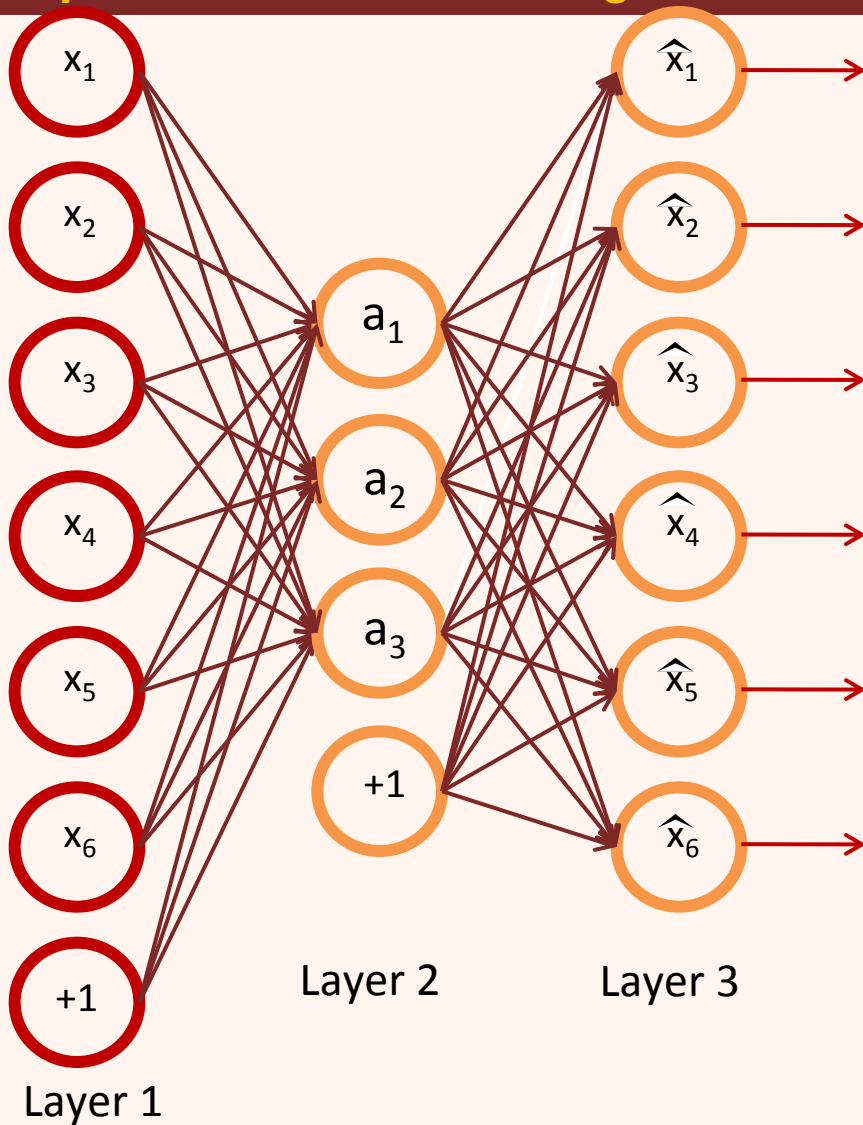 x₁
x₂
x₃
x₄
x₅
x₆
+1
Layer 1
a₁
a₂
a₃
+1
Layer 2
x̂₁
x̂₂
x̂₃
x̂₄
x̂₅
x̂₆
Layer 3